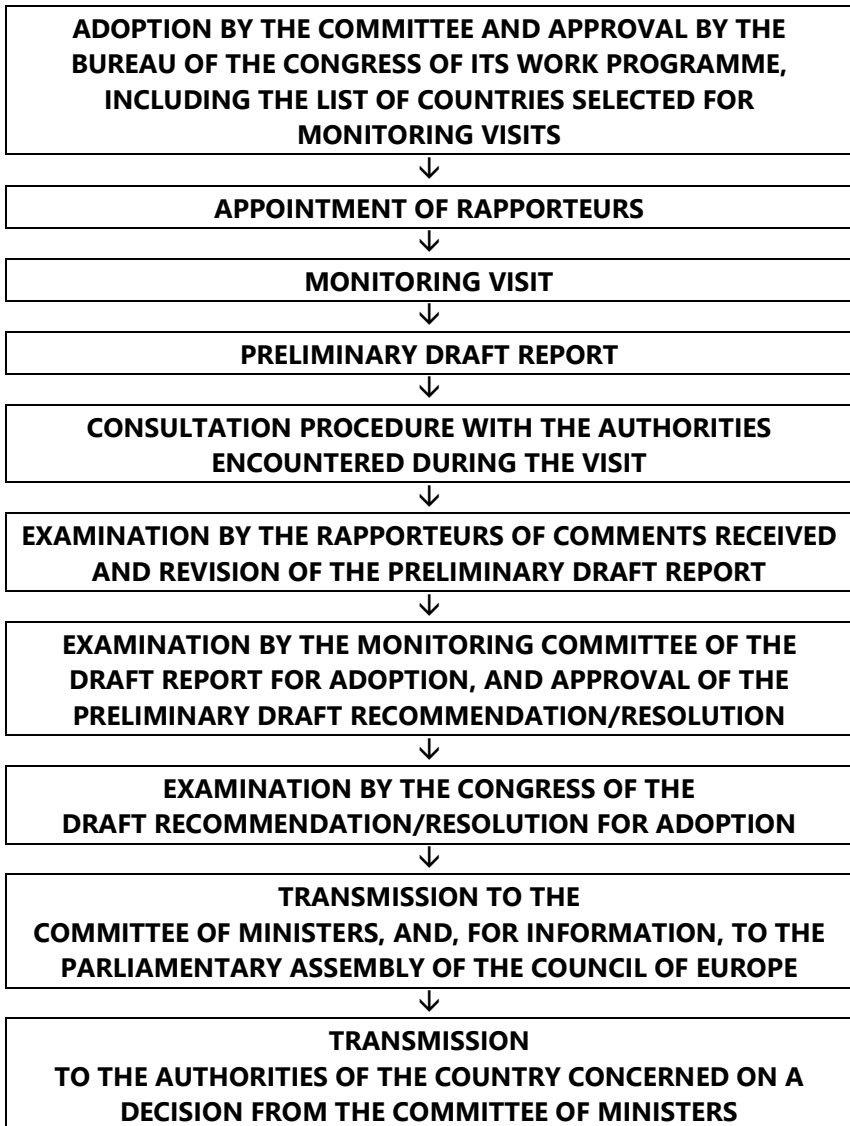 ADOPTION BY THE COMMITTEE AND APPROVAL BY THE
BUREAU OF THE CONGRESS OF ITS WORK PROGRAMME,
INCLUDING THE LIST OF COUNTRIES SELECTED FOR
MONITORING VISITS
↓
APPOINTMENT OF RAPPORTEURS
↓
MONITORING VISIT
↓
PRELIMINARY DRAFT REPORT
↓
CONSULTATION PROCEDURE WITH THE AUTHORITIES
ENCOUNTERED DURING THE VISIT
↓
EXAMINATION BY THE RAPPORTEURS OF COMMENTS RECEIVED
AND REVISION OF THE PRELIMINARY DRAFT REPORT
↓
EXAMINATION BY THE MONITORING COMMITTEE OF THE
DRAFT REPORT FOR ADOPTION, AND APPROVAL OF THE
PRELIMINARY DRAFT RECOMMENDATION/RESOLUTION
↓
EXAMINATION BY THE CONGRESS OF THE
DRAFT RECOMMENDATION/RESOLUTION FOR ADOPTION
↓
TRANSMISSION TO THE
COMMITTEE OF MINISTERS, AND, FOR INFORMATION, TO THE
PARLIAMENTARY ASSEMBLY OF THE COUNCIL OF EUROPE
↓
TRANSMISSION
TO THE AUTHORITIES OF THE COUNTRY CONCERNED ON A
DECISION FROM THE COMMITTEE OF MINISTERS